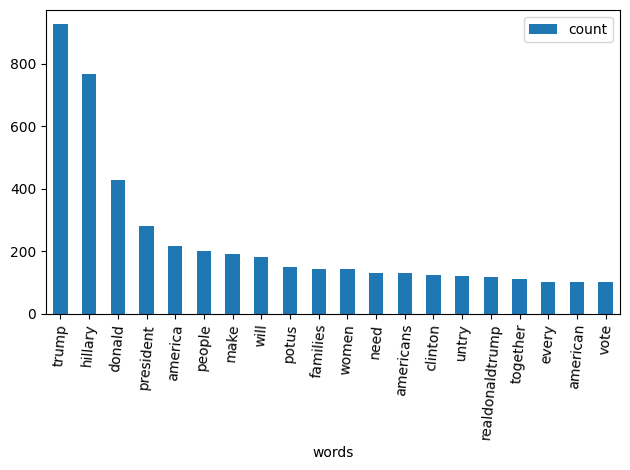 count
800
600
400
200
0
trump
hillary
donald
president
america
people
make
will
potus
families
women
need
americans
clinton
untry
realdonaldtrump
together
every
american
vote
words